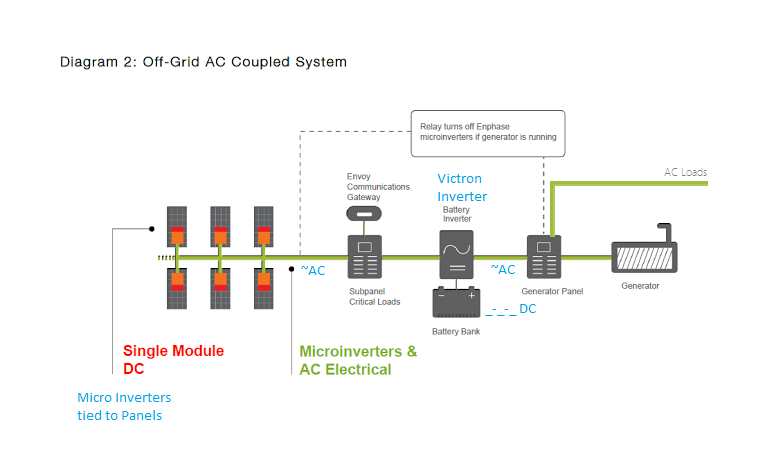 Diagram 2: Off-Grid AC Coupled System
Relay turns off Enphase
microinverters if generator is running
Envoy
Communications
Gateway
Victron
Inverter
Battery
Inverter
AC Loads
~AC
~AC
Subpanel
Critical Loads
- +
_-_-_ DC
Battery Bank
Generator Panel
Generator
Single Module
DC
Microinverters &
AC Electrical
Micro Inverters
tied to Panels